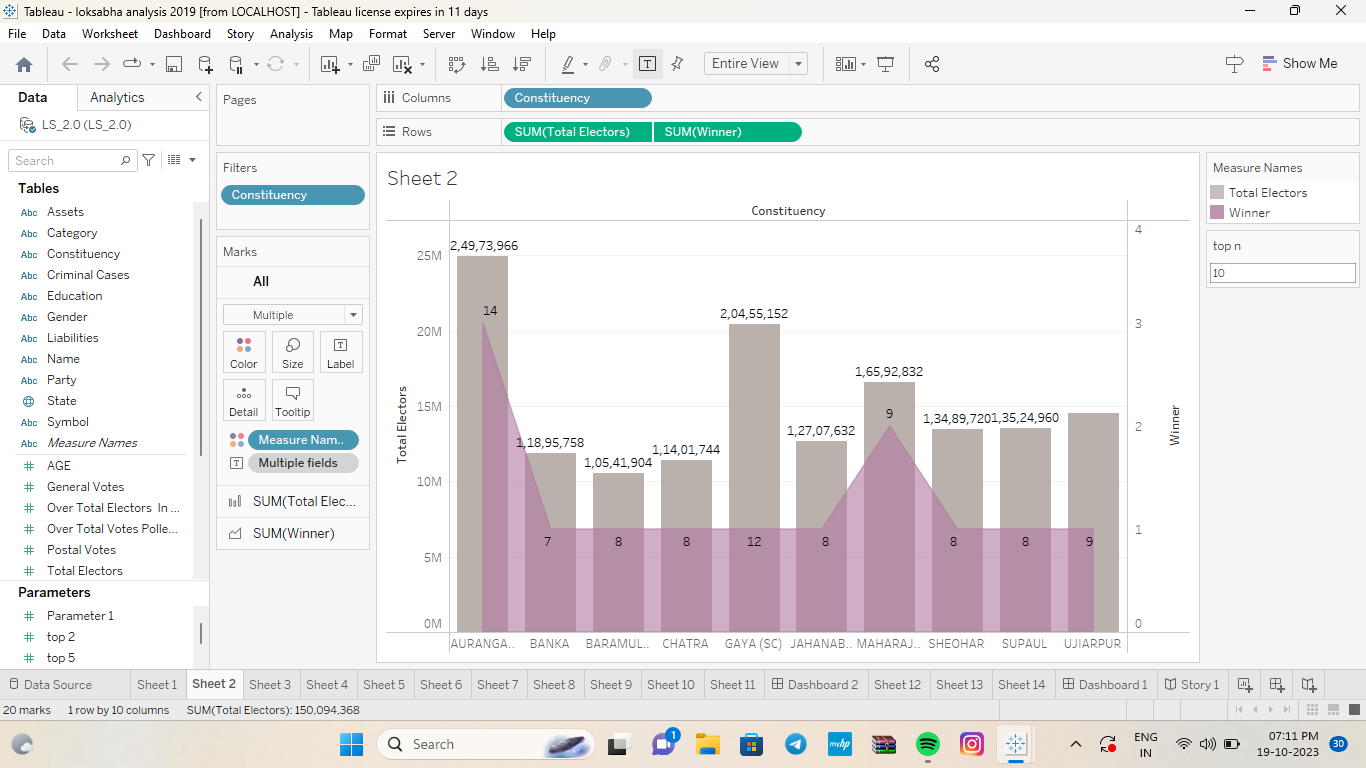 Tableau - loksabha analysis 2019 [from LOCALHOST] - Tableau license expires in 11 days
File Data Worksheet Dashboard Story Analysis Map Format Server Window Help
Entire View
Show Me
Data Analytics
LS_2.0 (LS_2.0)
Search
Tables
Abc Assets
Abc Category
Abc Constituency
Abc Criminal Cases
Abc Education
Abc Gender
Abc Liabilities
Abc Name
Abc Party
State
Abc Symbol
Abc Measure Names
# AGE
# General Votes
# Over Total Electors In ...
# Over Total Votes Polle...
# Postal Votes
# Total Electors
Parameters
# Parameter 1
# top 2
# top 5
Pages
Filters
Constituency
Marks
All
Multiple
Color Size Label
Detail Tooltip
Measure Nam..
Multiple fields
SUM(Total Elec...
SUM(Winner)
Columns Constituency
Rows SUM(Total Electors) SUM(Winner)
Sheet 2
Constituency
Total Electors
25M
20M
15M
10M
5M
0M
2,49,73,966
1,18,95,758
1,05,41,904
1,14,01,744
2,04,55,152
1,27,07,632
1,65,92,832
1,34,89,720
1,35,24,960
14
7
8
8
12
8
9
8
8
9
4
3
2
1
0
Winner
AURANGA.. BANKA BARAMUL.. CHATRA GAYA (SC) JAHANAB.. MAHARAJ.. SHEOHAR SUPAUL UJIARPUR
Measure Names
Total Electors
Winner
top n
10
Data Source Sheet 1 Sheet 2 Sheet 3 Sheet 4 Sheet 5 Sheet 6 Sheet 7 Sheet 8 Sheet 9 Sheet 10 Sheet 11 Dashboard 2 Sheet 12 Sheet 13 Sheet 14 Dashboard 1 Story 1
20 marks 1 row by 10 columns SUM(Total Electors): 150,094,368
Search
1
myhp
ENG
IN
07:11 PM
19-10-2023
30